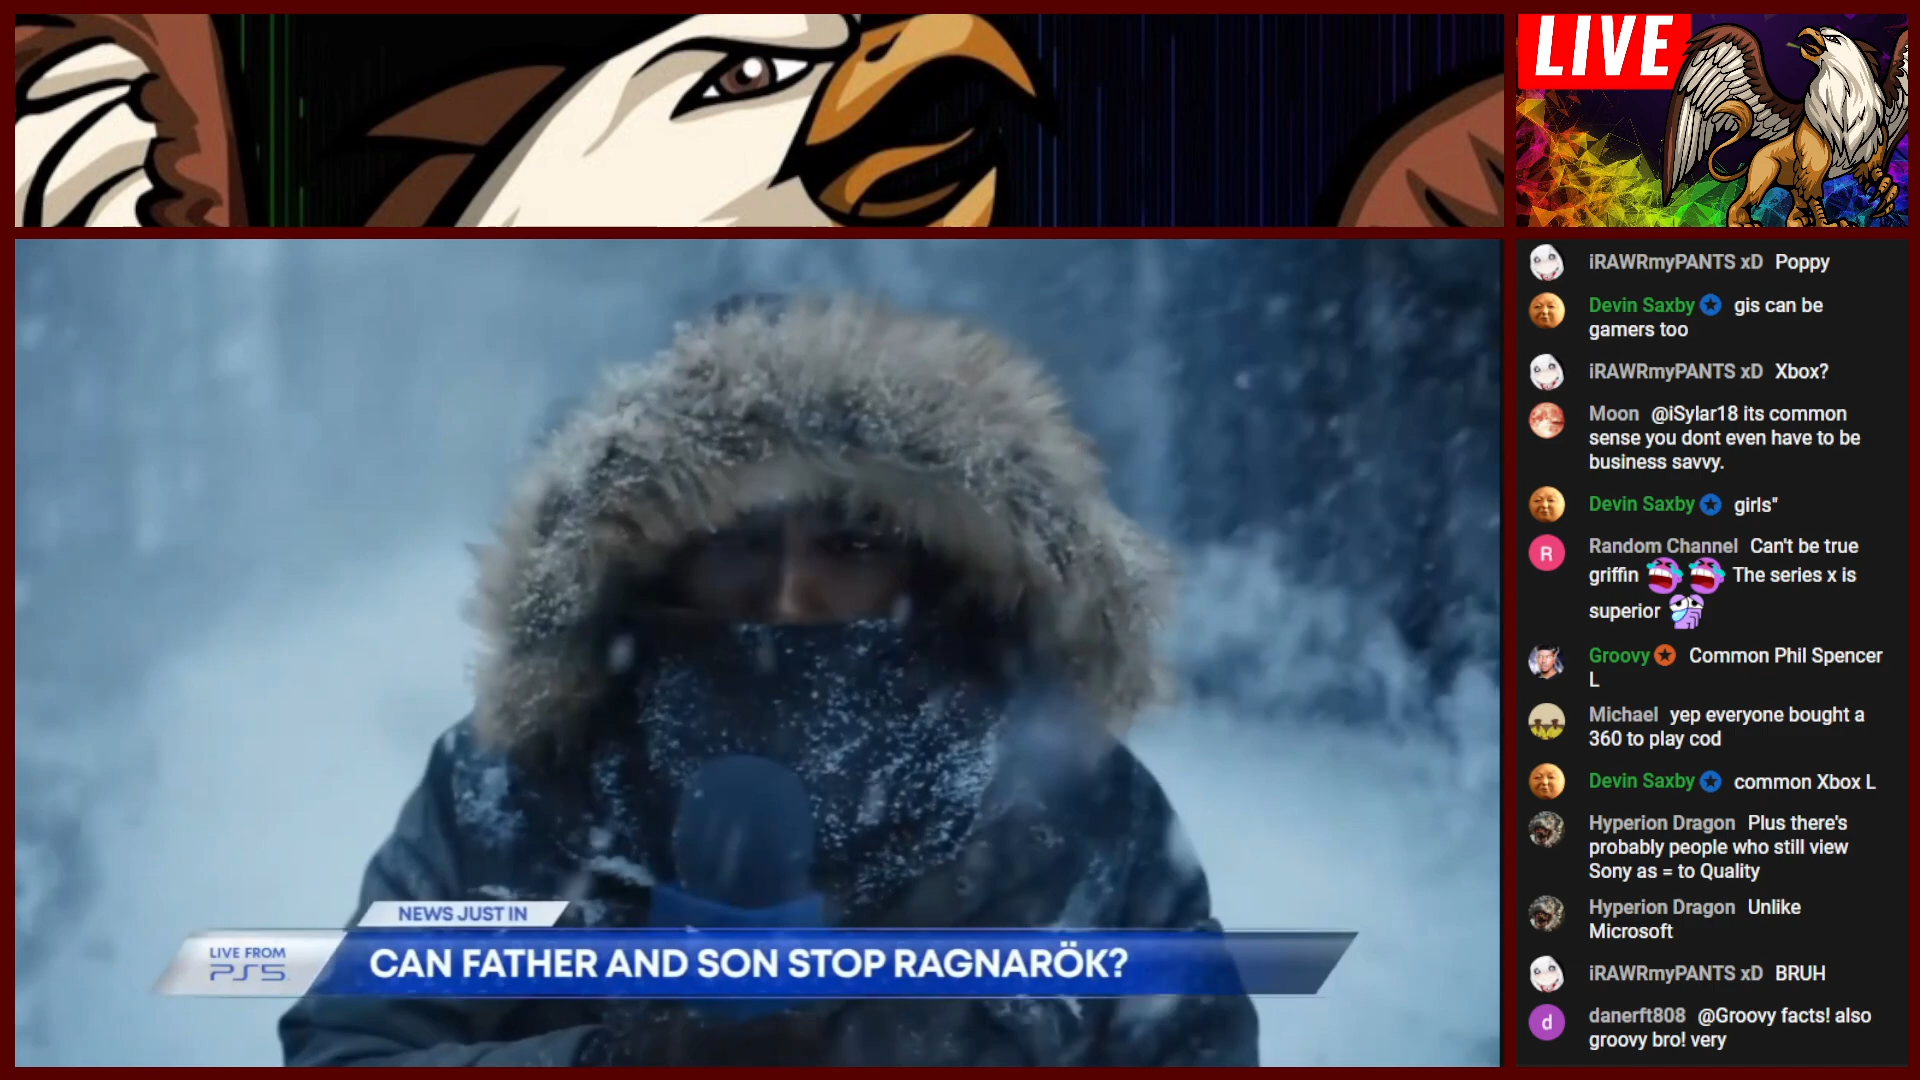 LIVE
iRAWRmyPANTS xD Poppy
Devin Saxby gis can be
gamers too
iRAWRmyPANTS xD Xbox?
Moon @iSylar18 its common
sense you dont even have to be
business savvy.
Devin Saxby girls"
R Random Channel Can't be true
griffin The series x is
superior
Groovy Common Phil Spencer
L
Michael yep everyone bought a
360 to play cod
Devin Saxby common Xbox L
Hyperion Dragon Plus there's
probably people who still view
Sony as = to Quality
Hyperion Dragon Unlike
Microsoft
iRAWRmyPANTS xD BRUH
d danerft808 @Groovy facts! also
groovy bro! very
NEWS JUST IN
LIVE FROM
PS5
CAN FATHER AND SON STOP RAGNARÖK?